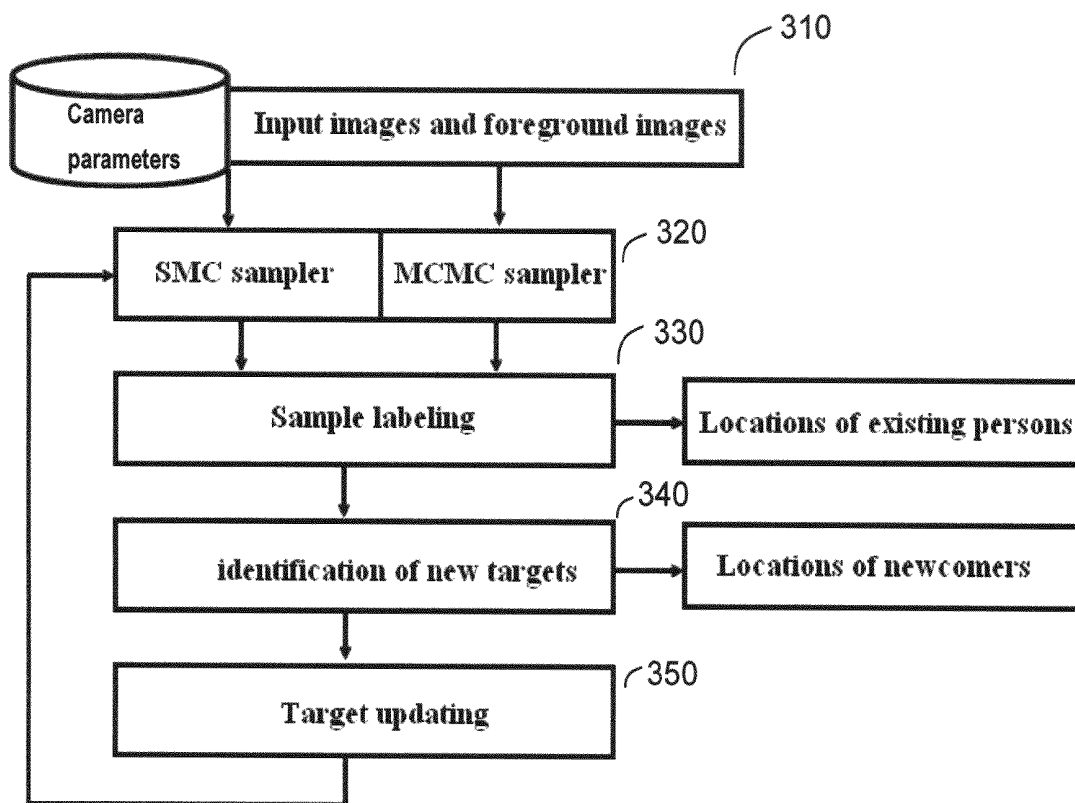 310
Camera
parameters
Input images and foreground images
320
SMC sampler
MCMC sampler
330
Sample labeling
Locations of existing persons
340
identification of new targets
Locations of newcomers
350
Target updating